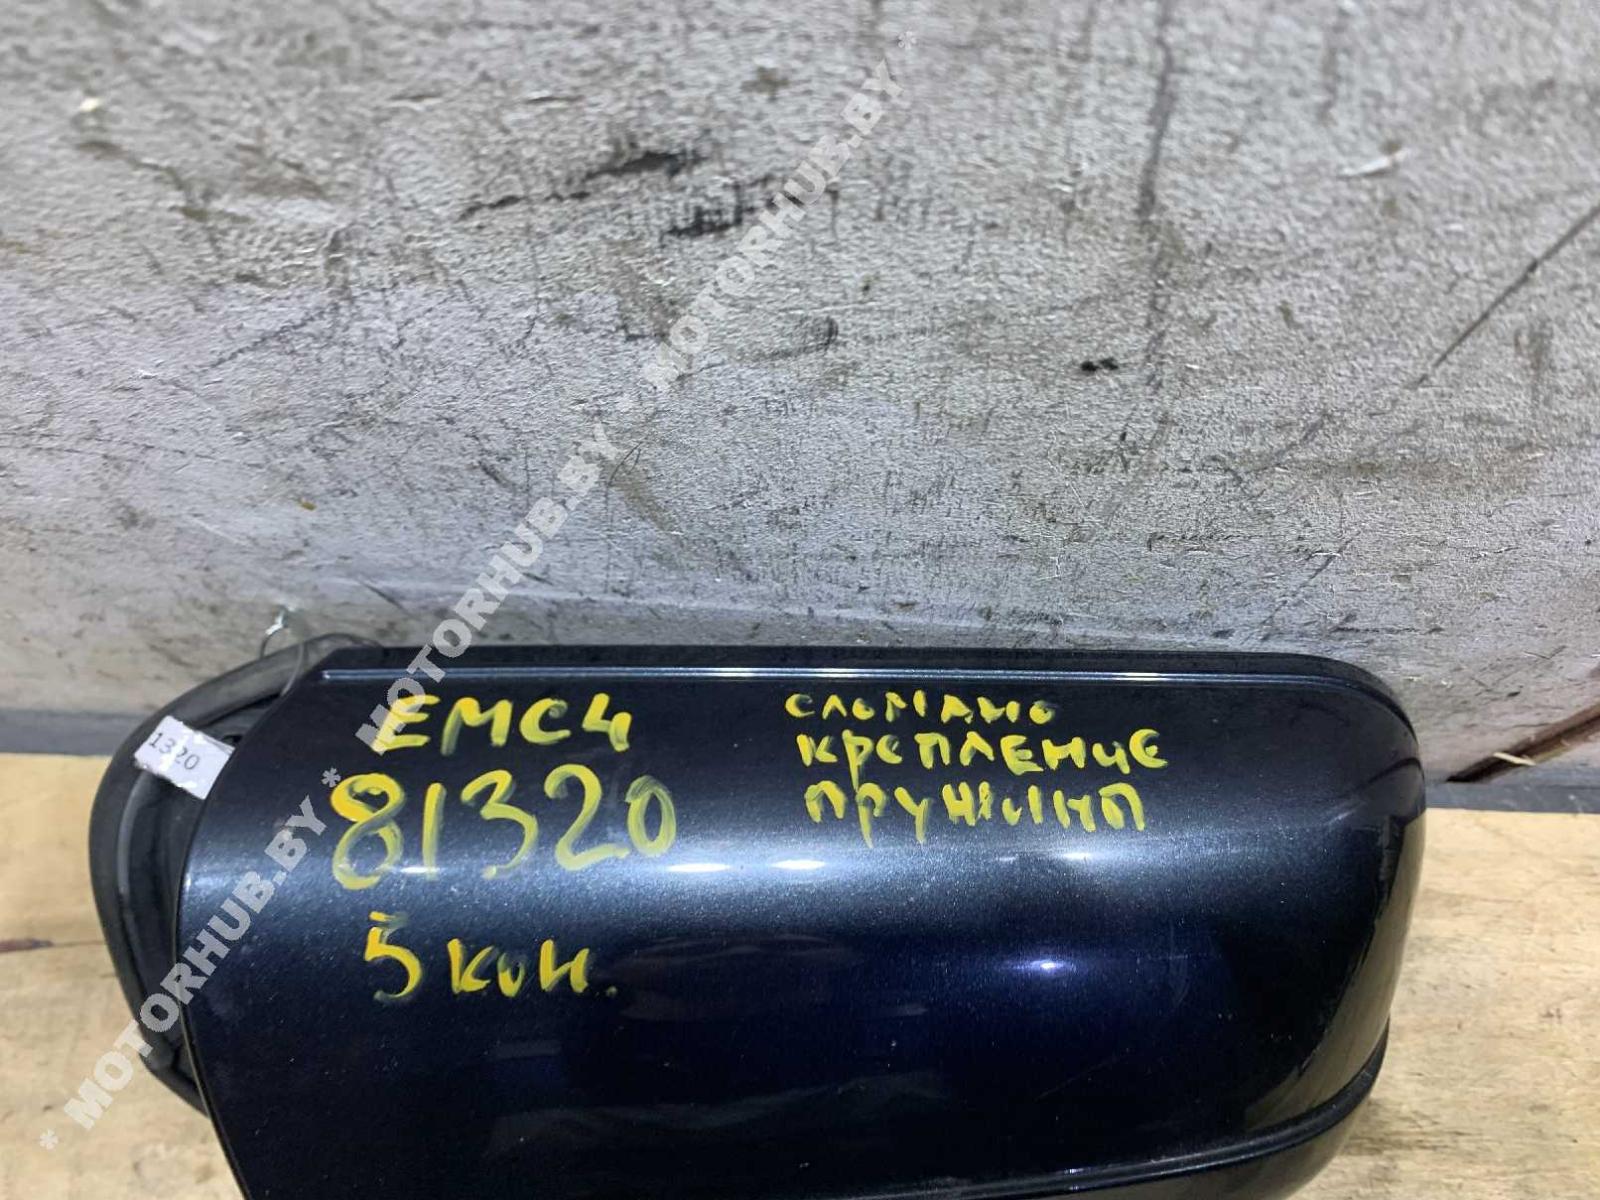 * MOTORHUB.BY * MOTORHUB.BY * MOTORHUB.BY *
1320
EMC4
81320
5 кон.
сломано
крепление
пружины